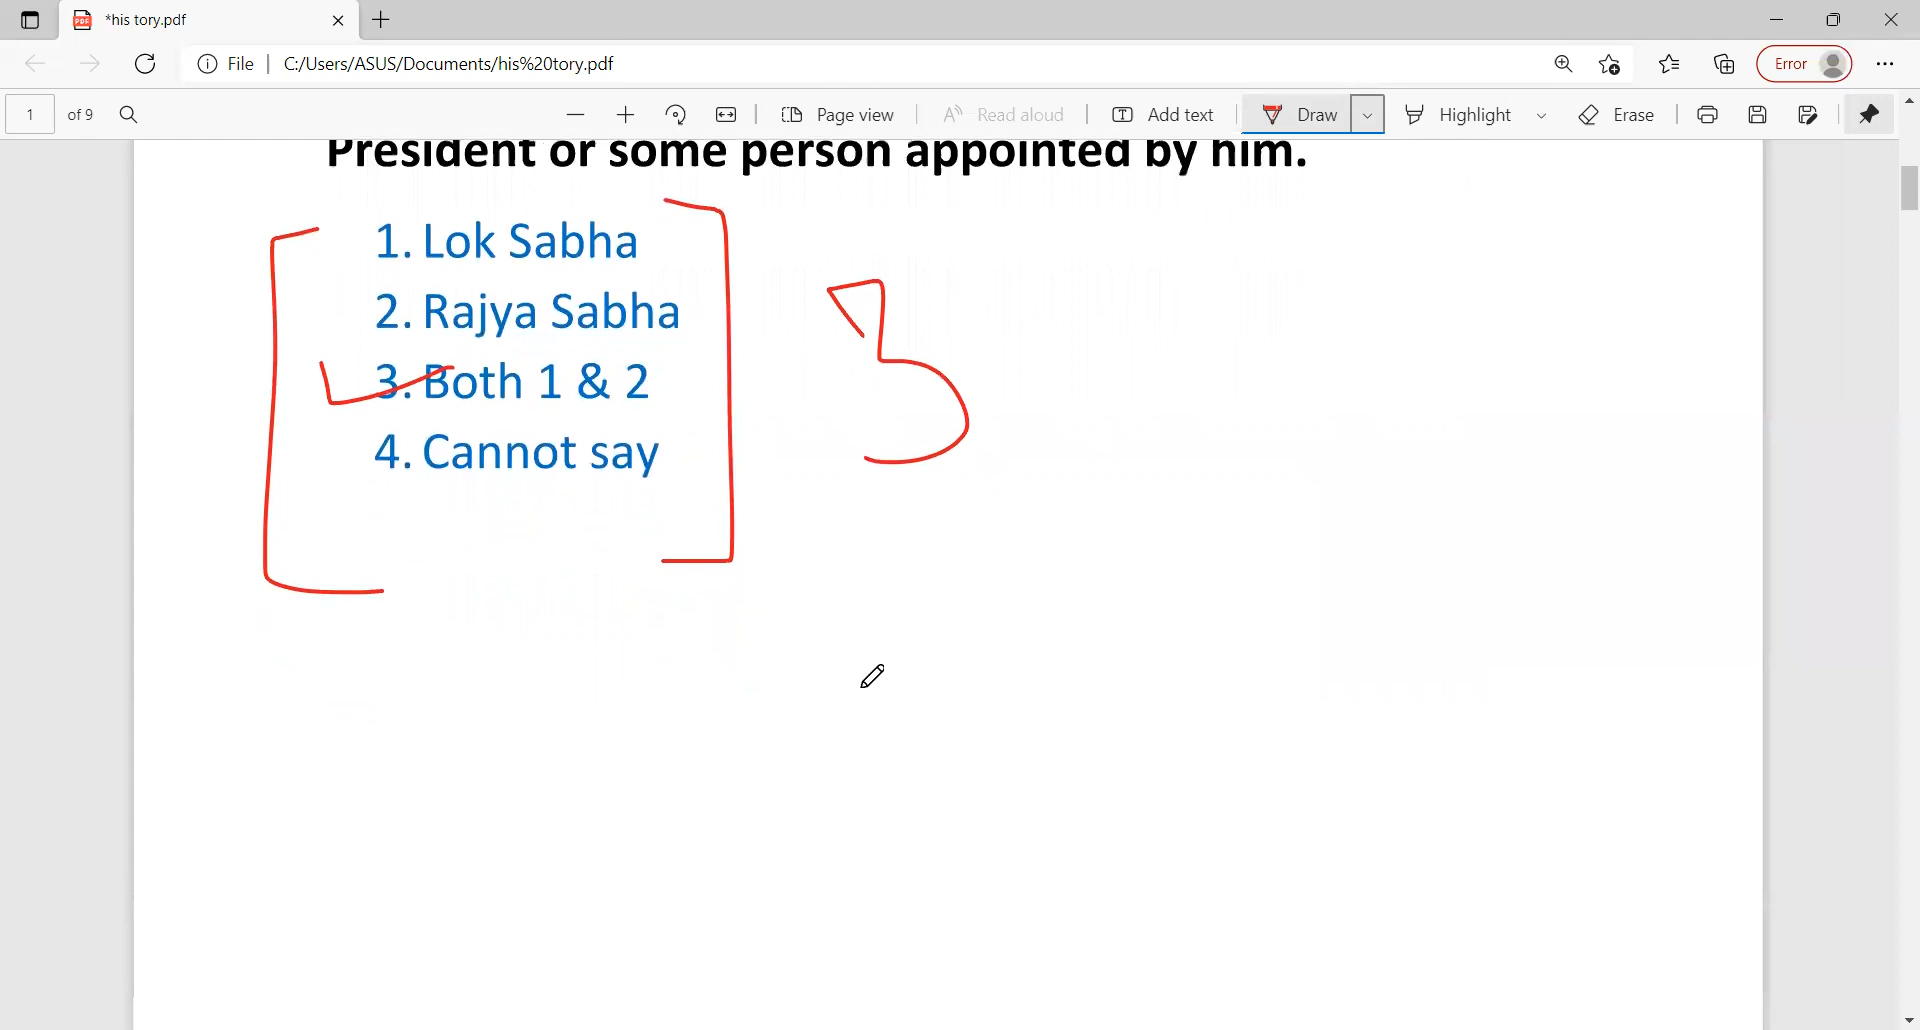 *his tory.pdf
File C:/Users/ASUS/Documents/his%20tory.pdf Error
1 of 9 Page view Read aloud Add text Draw Highlight Erase
President or some person appointed by him.
1. Lok Sabha
2. Rajya Sabha
3. Both 1 & 2
4. Cannot say
3